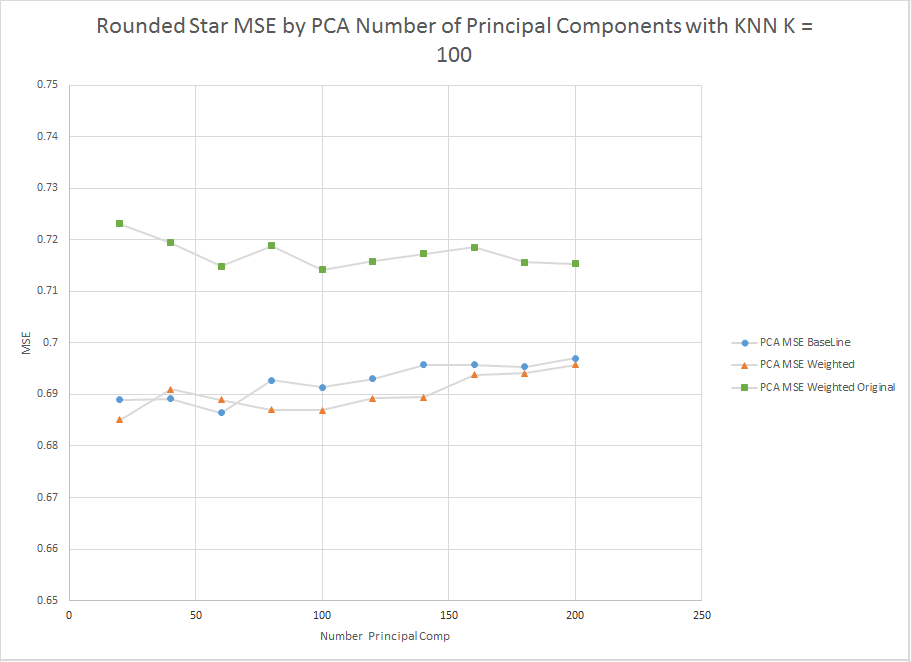 Rounded Star MSE by PCA Number of Principal Components with KNN K =
100
0.75
0.74
0.73
0.72
0.71
0.7
0.69
0.68
0.67
0.66
0.65
MSE
0 50 100 150 200 250
Number Principal Comp
PCA MSE BaseLine
PCA MSE Weighted
PCA MSE Weighted Original